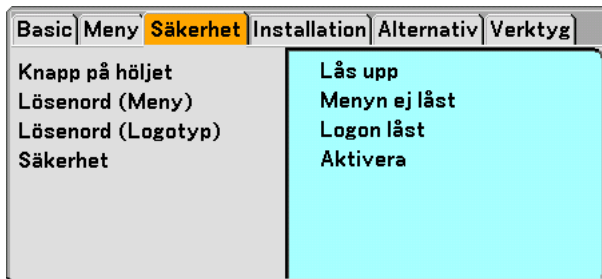 Basic Meny Säkerhet Installation Alternativ Verktyg
Knapp på höljet Lås upp
Lösenord (Meny) Menyn ej låst
Lösenord (Logotyp) Logon låst
Säkerhet Aktivera